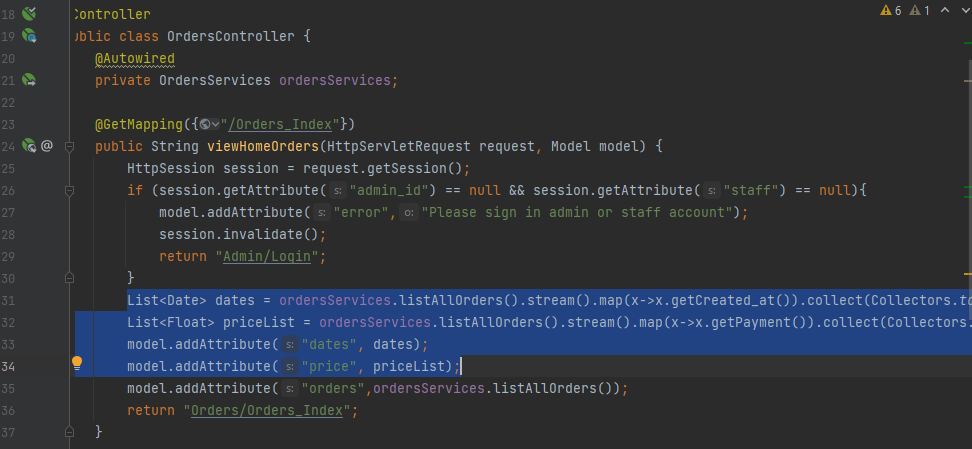 6 1
18 Controller
19 ublic class OrdersController {
20 @Autowired
21 private OrdersServices ordersServices;
22
23 @GetMapping({"/Orders_Index"})
24 @ public String viewHomeOrders(HttpServletRequest request, Model model) {
25 HttpSession session = request.getSession();
26 if (session.getAttribute( s: "admin_id") == null && session.getAttribute( s: "staff") == null){
27 model.addAttribute( s: "error", o: "Please sign in admin or staff account");
28 session.invalidate();
29 return "Admin/Login";
30 }
31 List<Date> dates = ordersServices.listAllOrders().stream().map(x->x.getCreated_at()).collect(Collectors.to
32 List<Float> priceList = ordersServices.listAllOrders().stream().map(x->x.getPayment()).collect(Collectors.
33 model.addAttribute( s: "dates", dates);
34 model.addAttribute( s: "price", priceList);
35 model.addAttribute( s: "orders",ordersServices.listAllOrders());
36 return "Orders/Orders_Index";
37 }